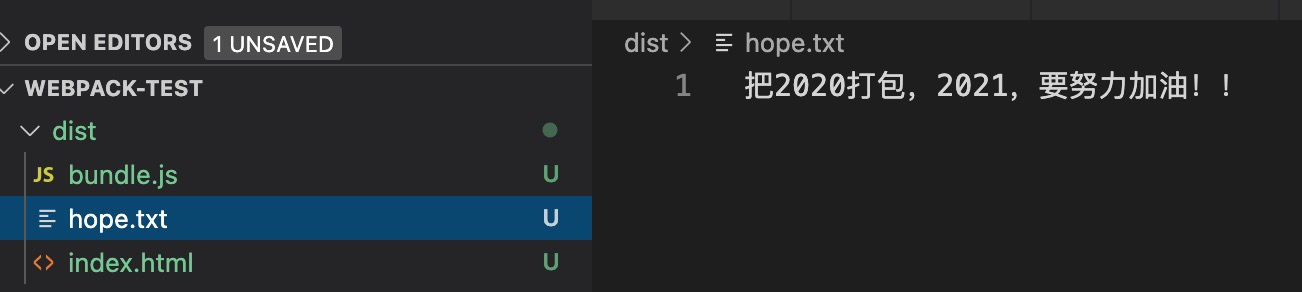 OPEN EDITORS 1 UNSAVED
WEBPACK-TEST
dist
JS bundle.js U
hope.txt U
<> index.html U
dist > hope.txt
1 把2020打包，2021，要努力加油！！